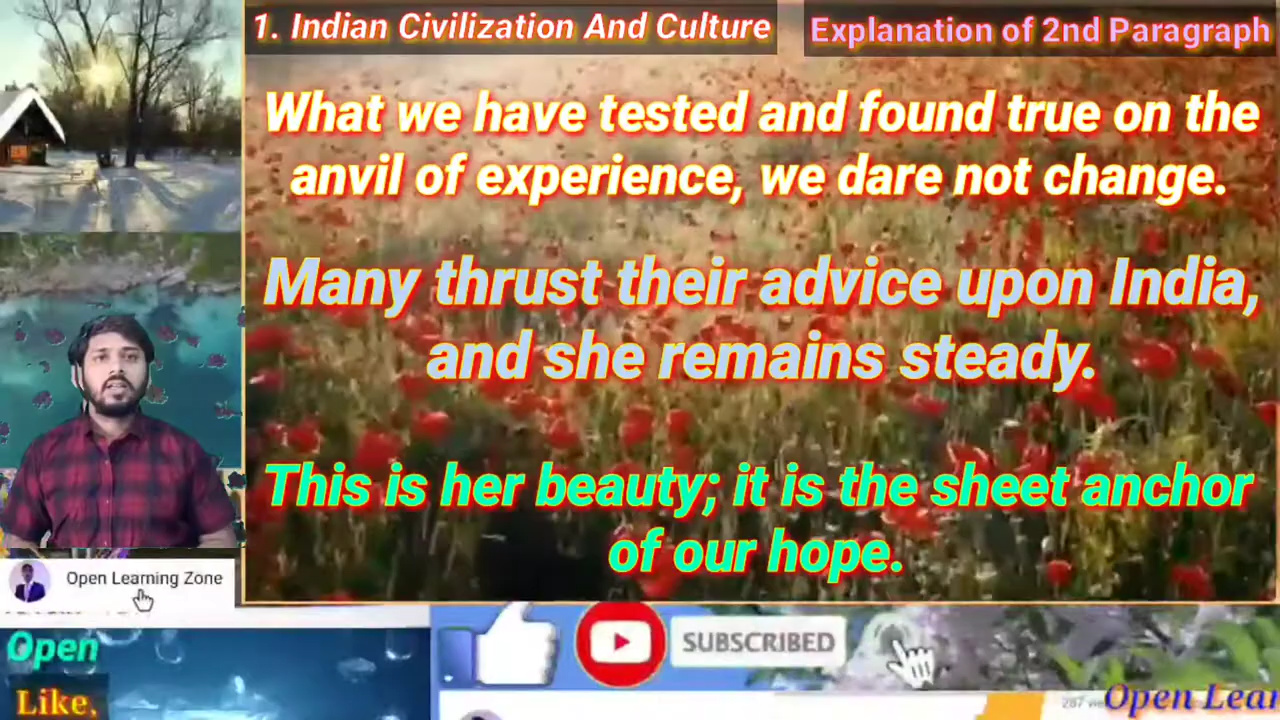 1. Indian Civilization And Culture
Explanation of 2nd Paragraph
What we have tested and found true on the
anvil of experience, we dare not change.
Many thrust their advice upon India,
and she remains steady.
This is her beauty; it is the sheet anchor
of our hope.
Open Learning Zone
Open
Like,
SUBSCRIBED
Open Lear